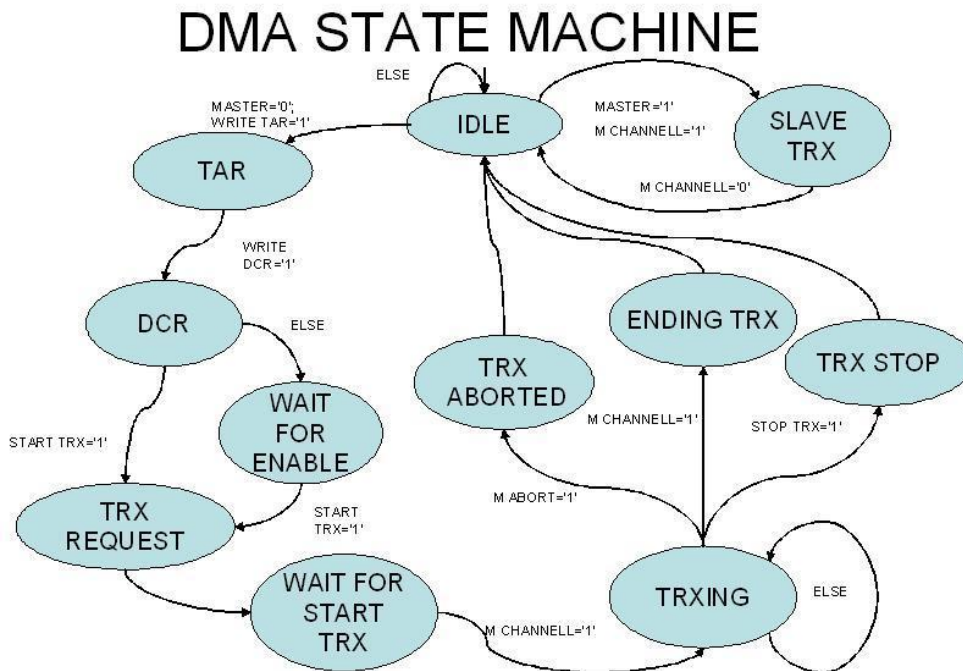 DMA STATE MACHINE
ELSE
MASTER='0';
WRITE TAR='1'
IDLE
MASTER='1'
M CHANNELL='1'
SLAVE
TRX
TAR
M CHANNELL='0'
WRITE
DCR='1'
DCR
ELSE
ENDING TRX
TRX
ABORTED
TRX STOP
WAIT
FOR
ENABLE
START TRX='1'
M CHANNELL='1'
STOP TRX='1'
TRX
REQUEST
START
TRX='1'
M ABORT='1'
WAIT FOR
START
TRX
M CHANNELL='1'
TRXING
ELSE